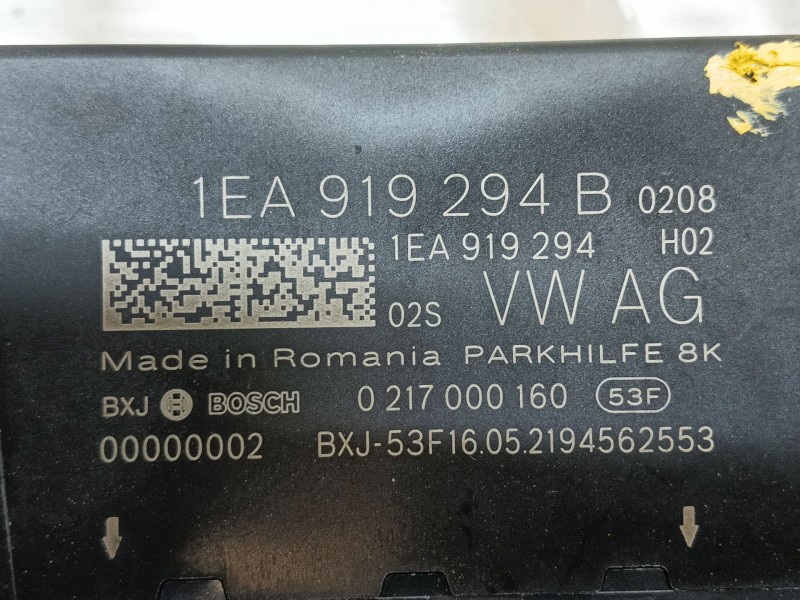 1EA 919 294 B 0208
1EA 919 294 H02
02S VW AG
Made in Romania PARKHILFE 8K
BXJ BOSCH 0 217 000 160 53F
00000002 BXJ-53F16.05.2194562553